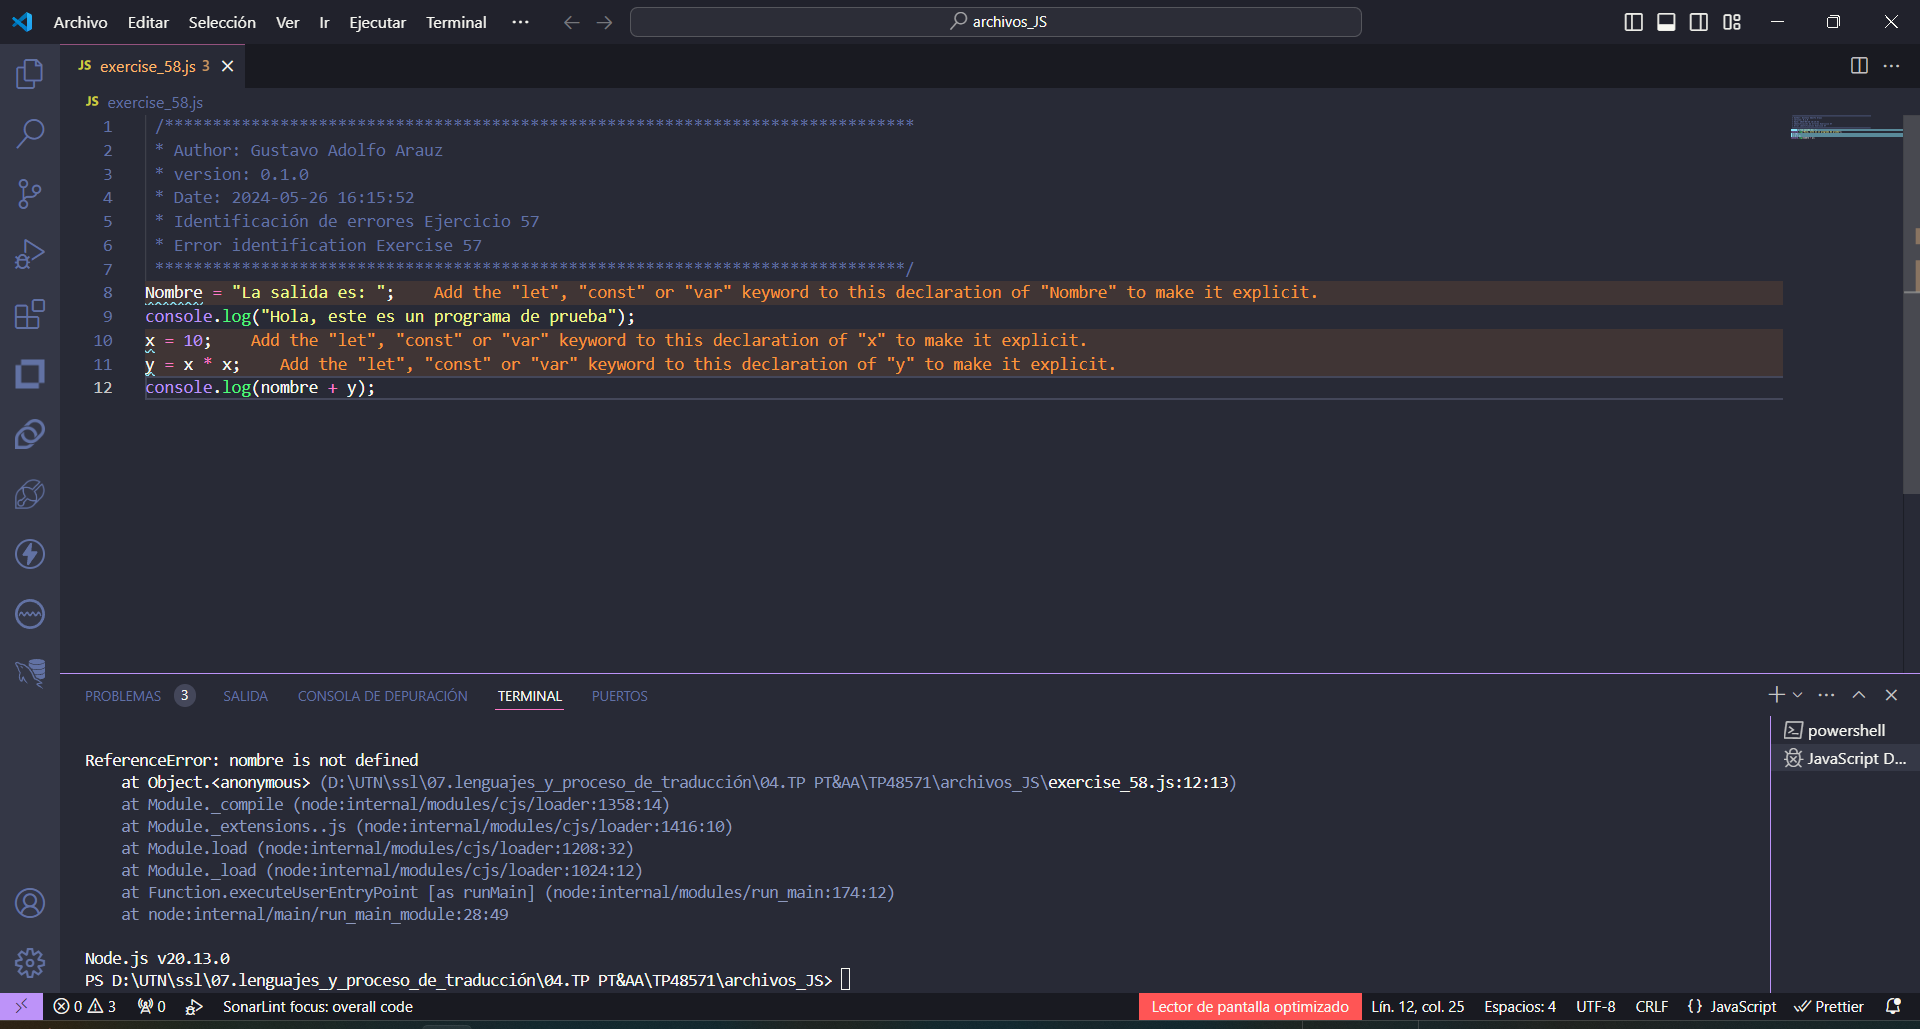 Archivo Editar Selección Ver Ir Ejecutar Terminal ··· archivos_JS
JS exercise_58.js 3
JS exercise_58.js
1 /******************************************************************************
2 * Author: Gustavo Adolfo Arauz
3 * version: 0.1.0
4 * Date: 2024-05-26 16:15:52
5 * Identificación de errores Ejercicio 57
6 * Error identification Exercise 57
7 ******************************************************************************/
8 Nombre = "La salida es: "; Add the "let", "const" or "var" keyword to this declaration of "Nombre" to make it explicit.
9 console.log("Hola, este es un programa de prueba");
10 x = 10; Add the "let", "const" or "var" keyword to this declaration of "x" to make it explicit.
11 y = x * x; Add the "let", "const" or "var" keyword to this declaration of "y" to make it explicit.
12 console.log(nombre + y);
PROBLEMAS 3 SALIDA CONSOLA DE DEPURACIÓN TERMINAL PUERTOS
powershell
JavaScript D...
ReferenceError: nombre is not defined
at Object.<anonymous> (D:\UTN\ssl\07.lenguajes_y_proceso_de_traducción\04.TP PT&AA\TP48571\archivos_JS\exercise_58.js:12:13)
at Module._compile (node:internal/modules/cjs/loader:1358:14)
at Module._extensions..js (node:internal/modules/cjs/loader:1416:10)
at Module.load (node:internal/modules/cjs/loader:1208:32)
at Module._load (node:internal/modules/cjs/loader:1024:12)
at Function.executeUserEntryPoint [as runMain] (node:internal/modules/run_main:174:12)
at node:internal/main/run_main_module:28:49
Node.js v20.13.0
PS D:\UTN\ssl\07.lenguajes_y_proceso_de_traducción\04.TP PT&AA\TP48571\archivos_JS>
0 3 0 SonarLint focus: overall code Lector de pantalla optimizado Lín. 12, col. 25 Espacios: 4 UTF-8 CRLF {} JavaScript Prettier